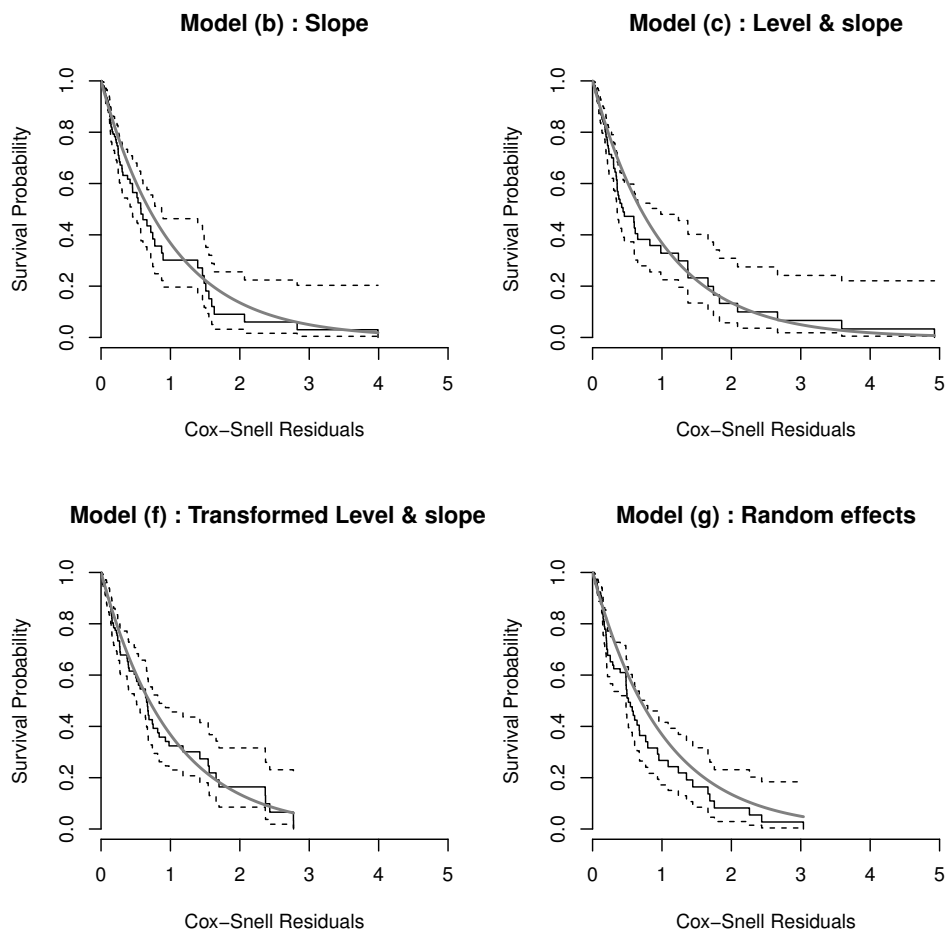 Model (b) : Slope
Survival Probability
0.0 0.2 0.4 0.6 0.8 1.0
0 1 2 3 4 5
Cox−Snell Residuals
Model (c) : Level & slope
Survival Probability
0.0 0.2 0.4 0.6 0.8 1.0
0 1 2 3 4 5
Cox−Snell Residuals
Model (f) : Transformed Level & slope
Survival Probability
0.0 0.2 0.4 0.6 0.8 1.0
0 1 2 3 4 5
Cox−Snell Residuals
Model (g) : Random effects
Survival Probability
0.0 0.2 0.4 0.6 0.8 1.0
0 1 2 3 4 5
Cox−Snell Residuals